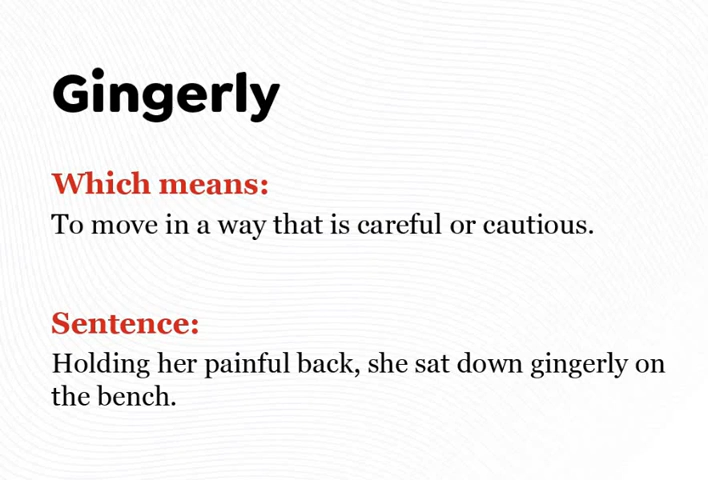 Gingerly
Which means:
To move in a way that is careful or cautious.
Sentence:
Holding her painful back, she sat down gingerly on
the bench.